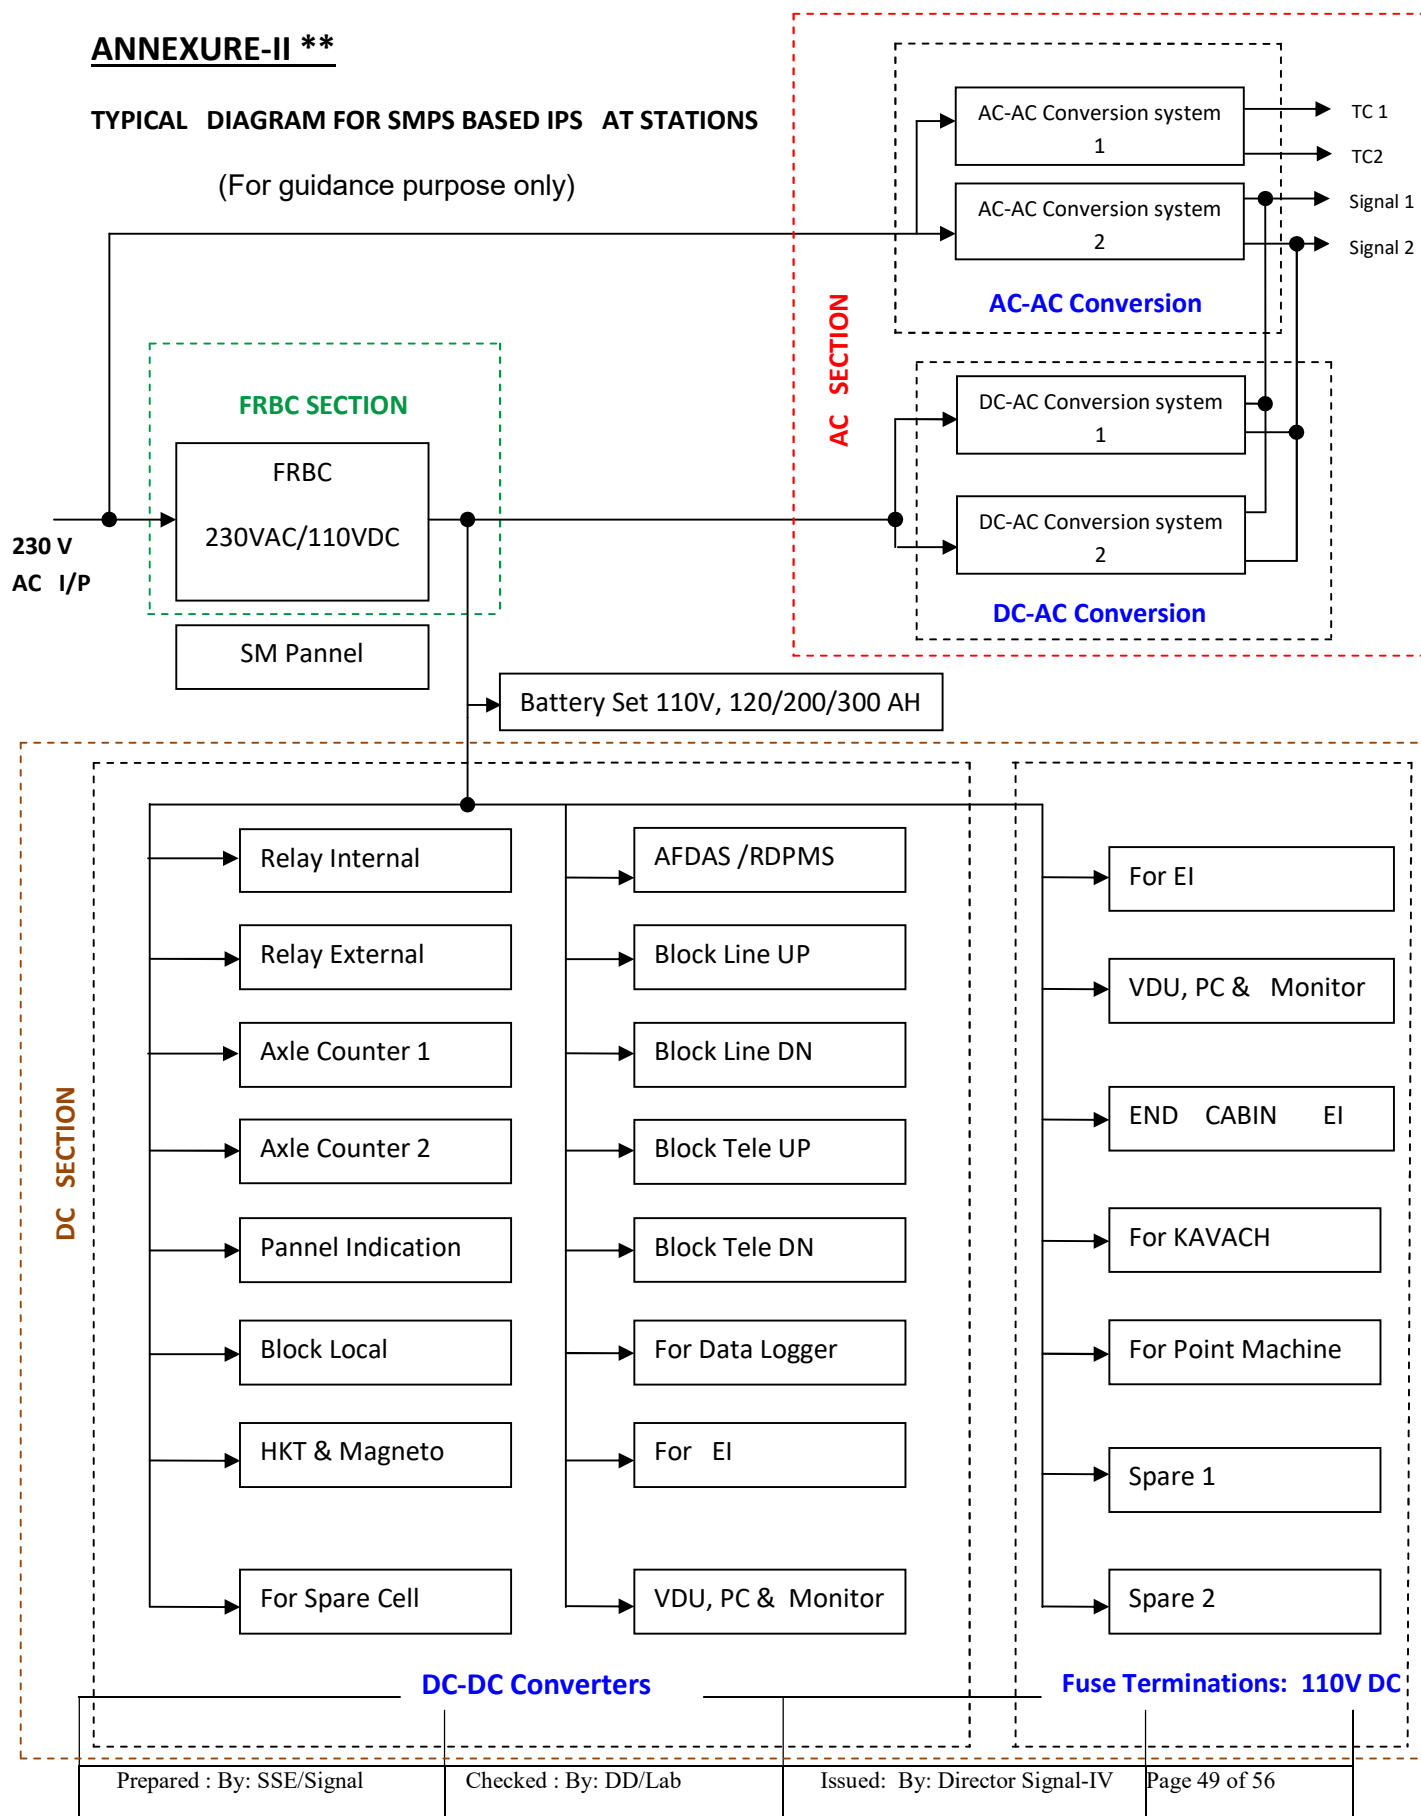 ANNEXURE-II **
TYPICAL DIAGRAM FOR SMPS BASED IPS AT STATIONS
(For guidance purpose only)
AC-AC Conversion system
1
TC 1
TC2
AC-AC Conversion system
2
Signal 1
Signal 2
AC-AC Conversion
AC SECTION
DC-AC Conversion system
1
DC-AC Conversion system
2
DC-AC Conversion
FRBC SECTION
FRBC
230VAC/110VDC
230 V
AC I/P
SM Pannel
Battery Set 110V, 120/200/300 AH
DC SECTION
Relay Internal
Relay External
Axle Counter 1
Axle Counter 2
Pannel Indication
Block Local
HKT & Magneto
For Spare Cell
AFDAS /RDPMS
Block Line UP
Block Line DN
Block Tele UP
Block Tele DN
For Data Logger
For EI
VDU, PC & Monitor
DC-DC Converters
For EI
VDU, PC & Monitor
END CABIN EI
For KAVACH
For Point Machine
Spare 1
Spare 2
Fuse Terminations: 110V DC
Prepared : By: SSE/Signal
Checked : By: DD/Lab
Issued: By: Director Signal-IV
Page 49 of 56